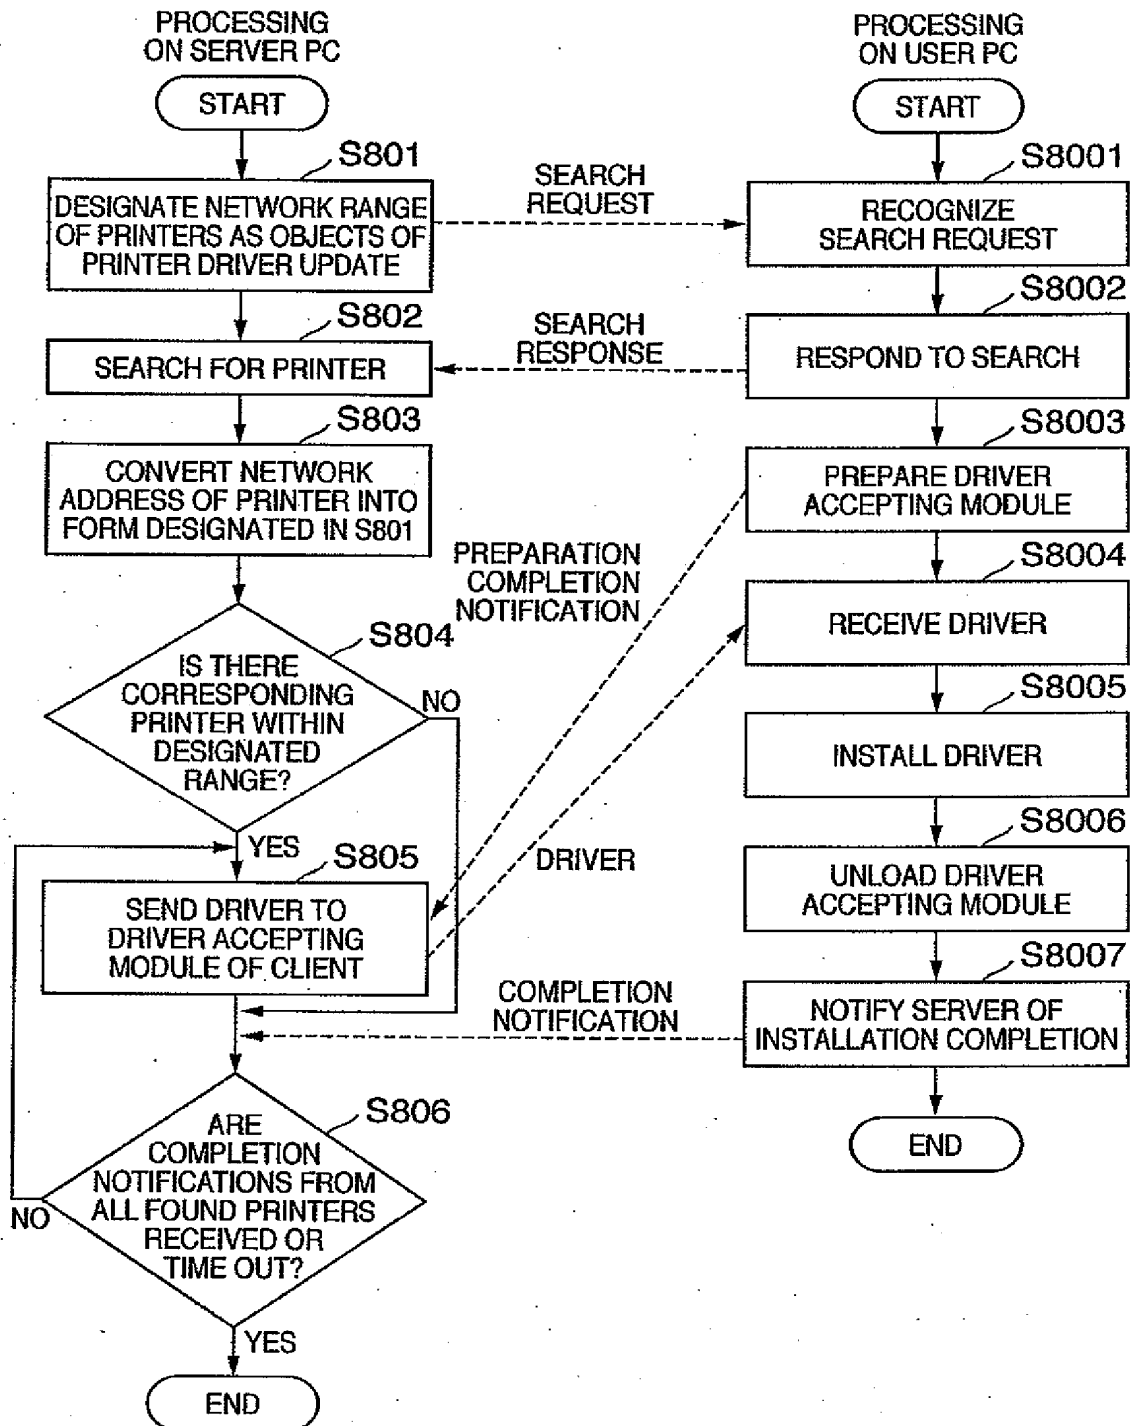 PROCESSING
ON SERVER PC
START
S801
DESIGNATE NETWORK RANGE
OF PRINTERS AS OBJECTS OF
PRINTER DRIVER UPDATE
S802
SEARCH FOR PRINTER
S803
CONVERT NETWORK
ADDRESS OF PRINTER INTO
FORM DESIGNATED IN S801
S804
IS THERE
CORRESPONDING
PRINTER WITHIN
DESIGNATED
RANGE?
NO
YES
S805
SEND DRIVER TO
DRIVER ACCEPTING
MODULE OF CLIENT
S806
ARE
COMPLETION
NOTIFICATIONS FROM
ALL FOUND PRINTERS
RECEIVED OR
TIME OUT?
NO
YES
END
SEARCH
REQUEST
SEARCH
RESPONSE
PREPARATION
COMPLETION
NOTIFICATION
DRIVER
COMPLETION
NOTIFICATION
PROCESSING
ON USER PC
START
S8001
RECOGNIZE
SEARCH REQUEST
S8002
RESPOND TO SEARCH
S8003
PREPARE DRIVER
ACCEPTING MODULE
S8004
RECEIVE DRIVER
S8005
INSTALL DRIVER
S8006
UNLOAD DRIVER
ACCEPTING MODULE
S8007
NOTIFY SERVER OF
INSTALLATION COMPLETION
END